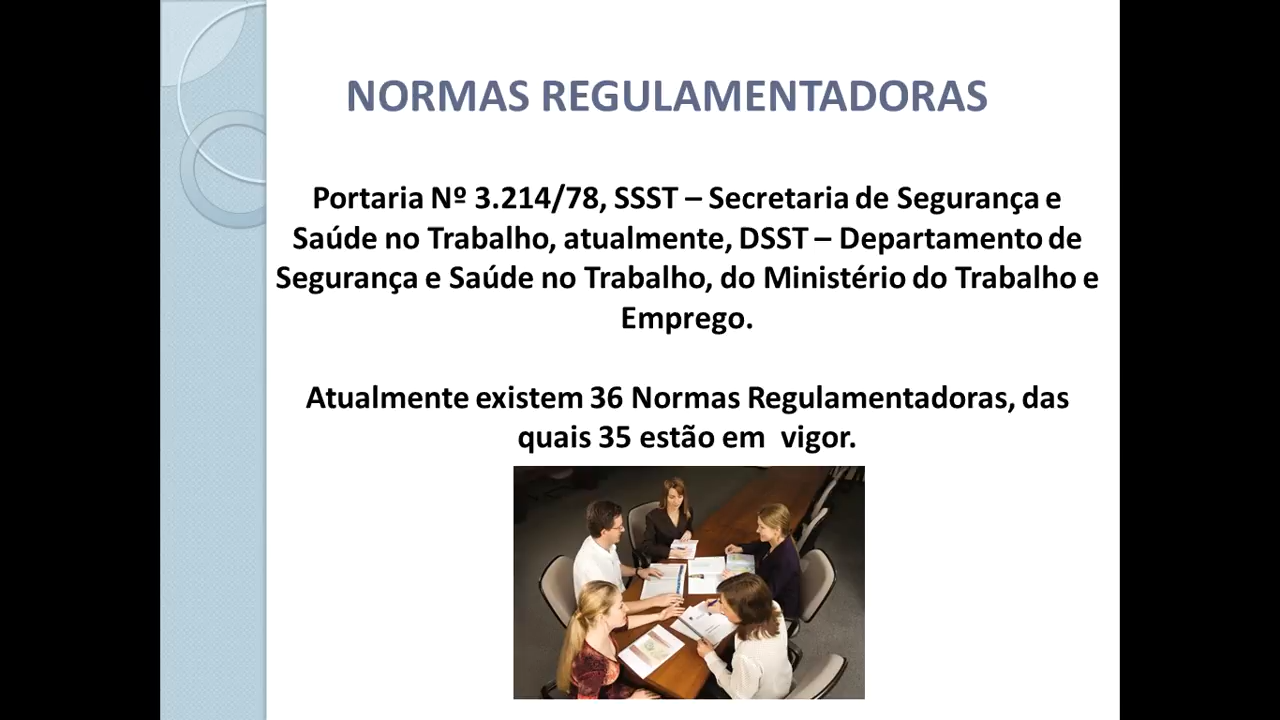 NORMAS REGULAMENTADORAS
Portaria Nº 3.214/78, SSST – Secretaria de Segurança e
Saúde no Trabalho, atualmente, DSST – Departamento de
Segurança e Saúde no Trabalho, do Ministério do Trabalho e
Emprego.
Atualmente existem 36 Normas Regulamentadoras, das
quais 35 estão em  vigor.